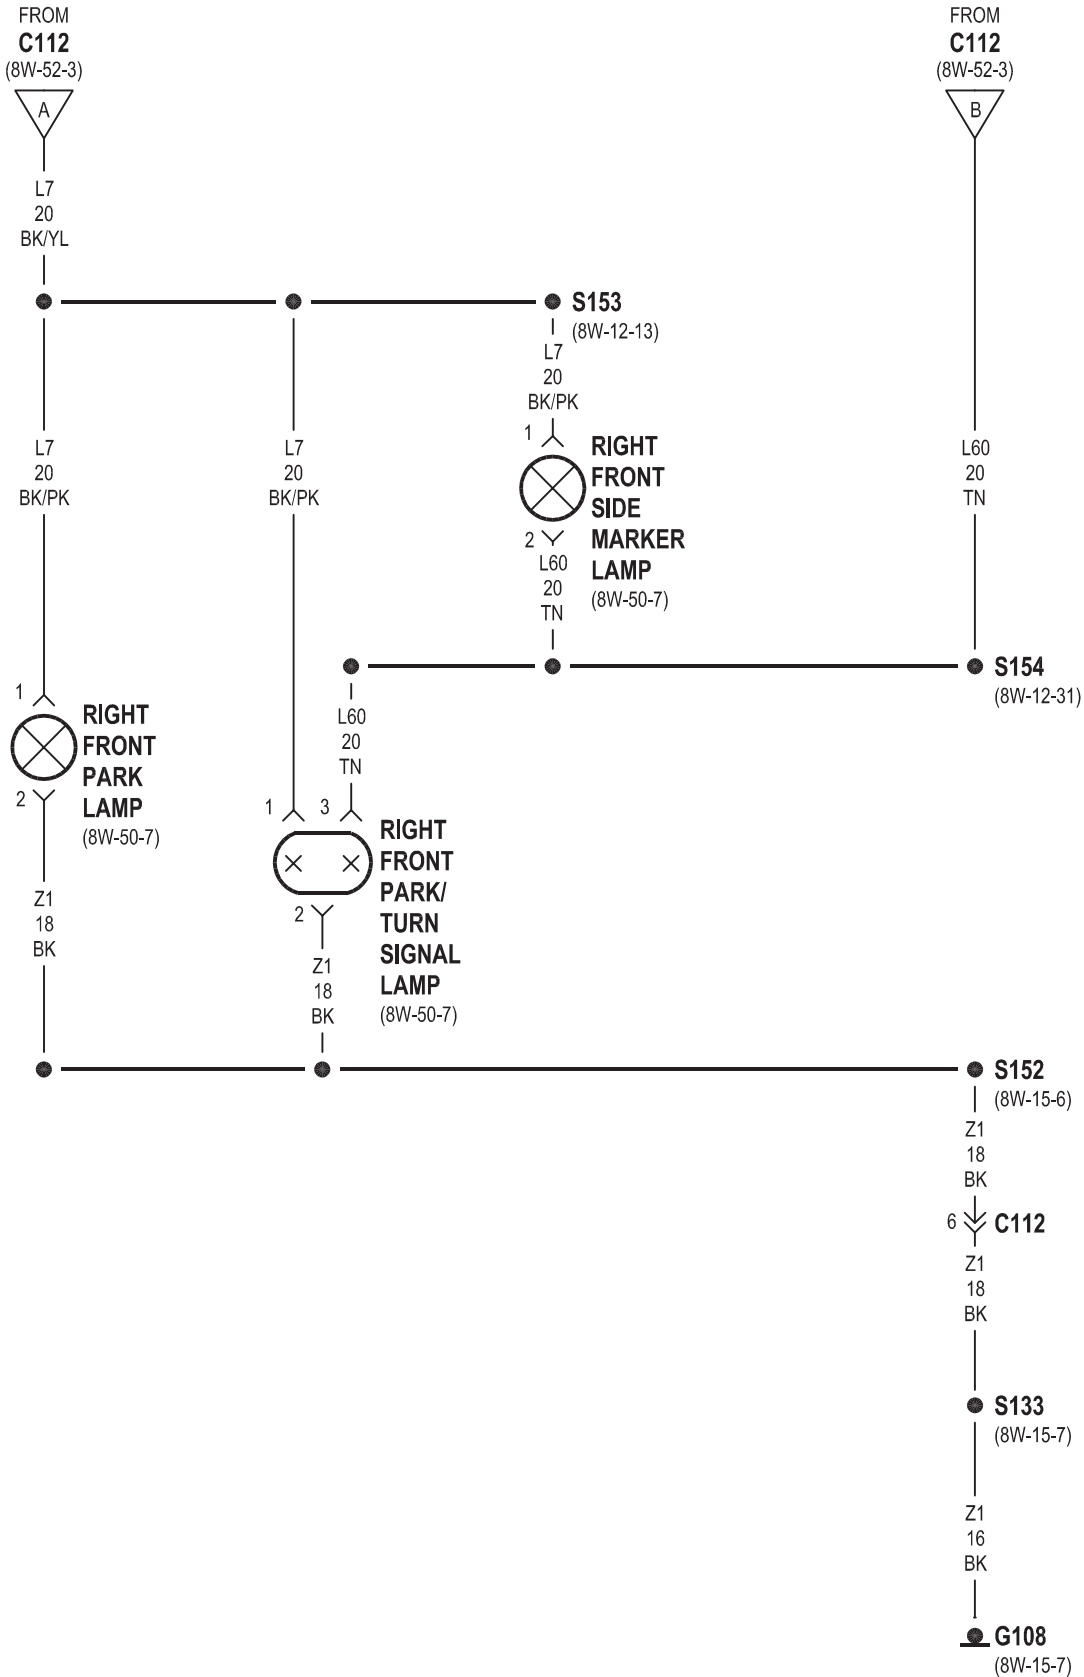 FROM
C112
(8W-52-3)
A
FROM
C112
(8W-52-3)
B
L7
20
BK/YL
S153
(8W-12-13)
L7
20
BK/PK
L7
20
BK/PK
L7
20
BK/PK
1
RIGHT
FRONT
SIDE
MARKER
LAMP
(8W-50-7)
2
L60
20
TN
L60
20
TN
S154
(8W-12-31)
L60
20
TN
1
RIGHT
FRONT
PARK
LAMP
(8W-50-7)
2
1
3
RIGHT
FRONT
PARK/
TURN
SIGNAL
LAMP
(8W-50-7)
2
Z1
18
BK
Z1
18
BK
S152
(8W-15-6)
Z1
18
BK
6
C112
Z1
18
BK
S133
(8W-15-7)
Z1
16
BK
G108
(8W-15-7)